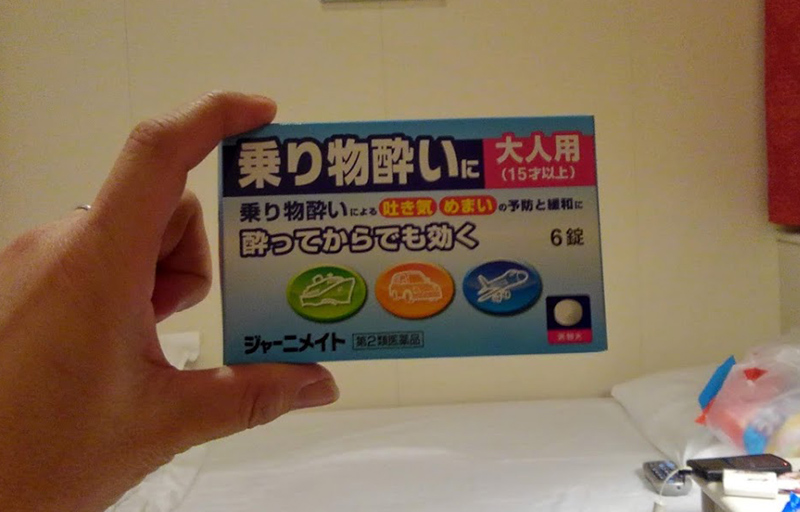 乗り物酔いに
大人用
(15才以上)
乗り物酔いによる吐き気めまいの予防と緩和に
酔ってからでも効く
6錠
ジャーニメイト 第2類医薬品